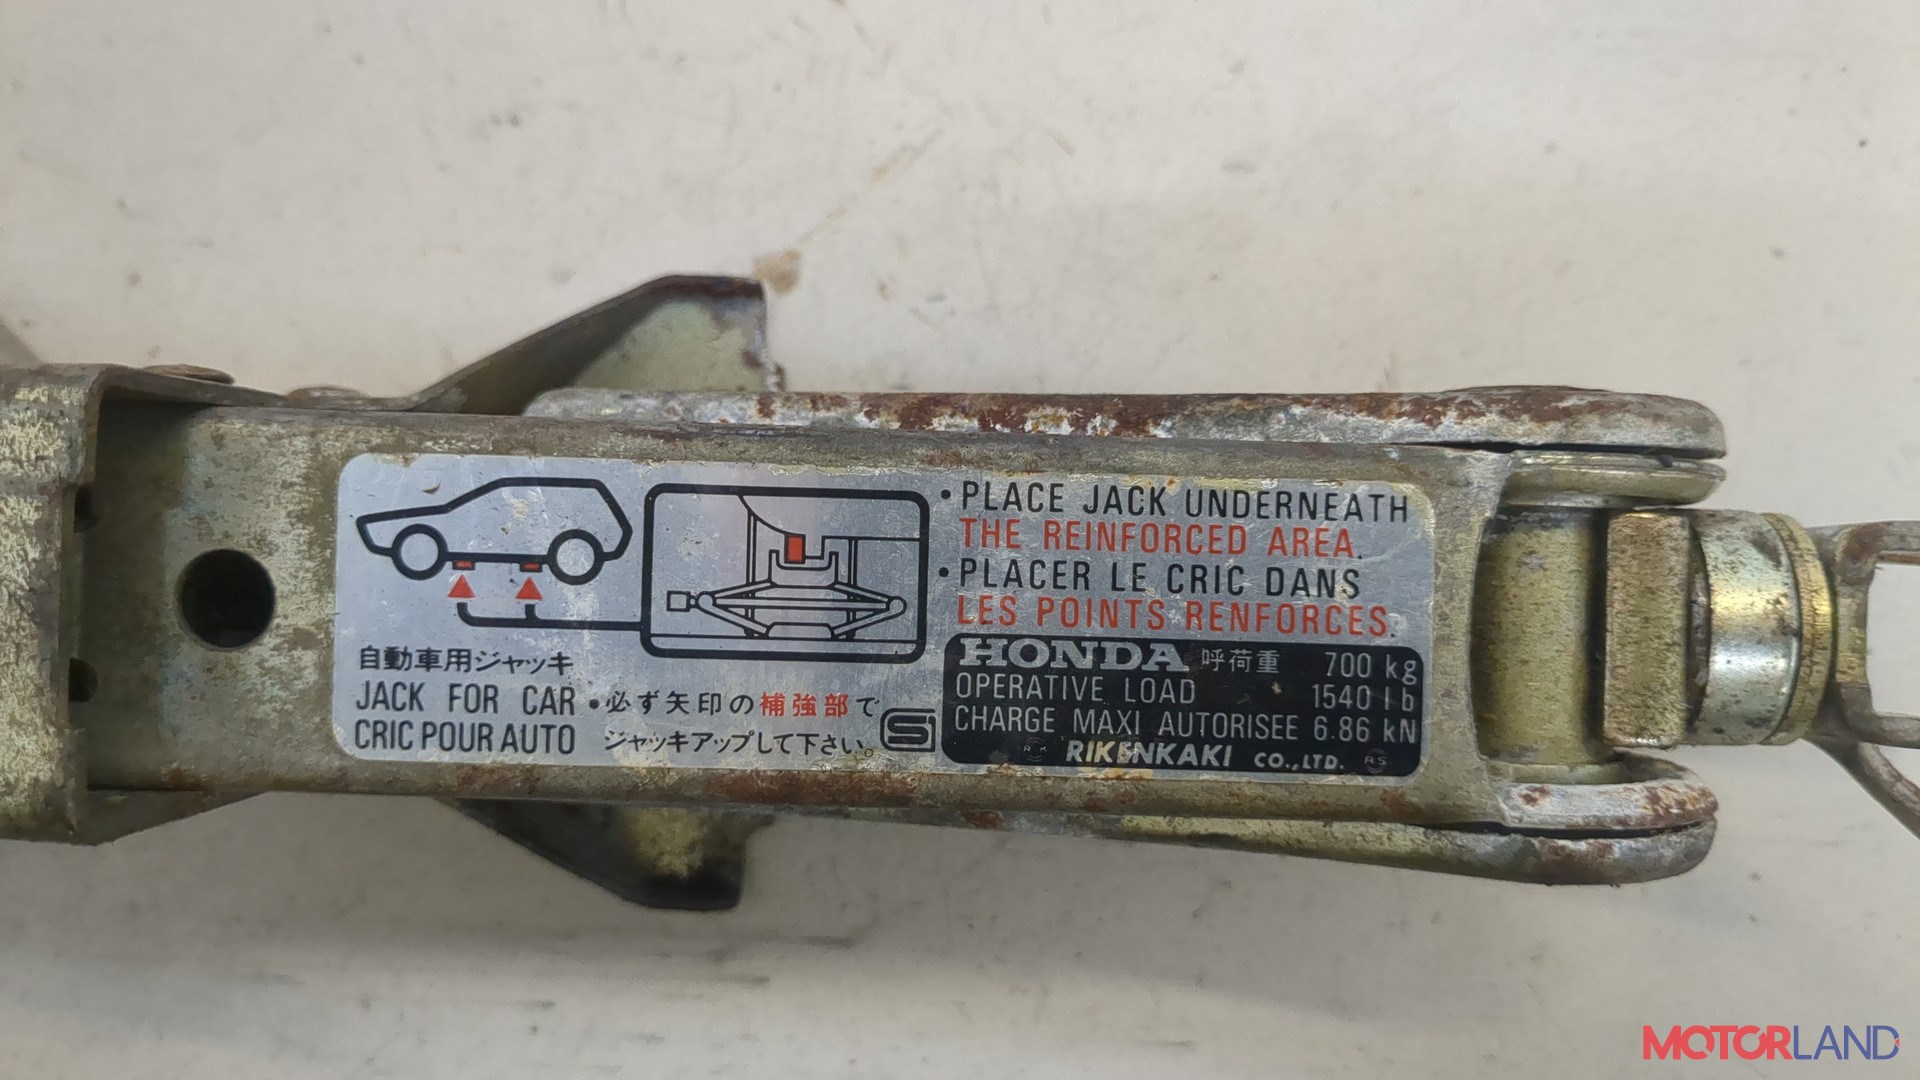 • PLACE JACK UNDERNEATH
THE REINFORCED AREA.
• PLACER LE CRIC DANS
LES POINTS RENFORCES.
自動車用ジャッキ
JACK FOR CAR
CRIC POUR AUTO
• 必ず矢印の補強部で
ジャッキアップして下さい。
HONDA 呼荷重 700 kg
OPERATIVE LOAD 1540 lb
CHARGE MAXI AUTORISEE 6.86 kN
RIKENKAKI CO.,LTD.
MOTORLAND